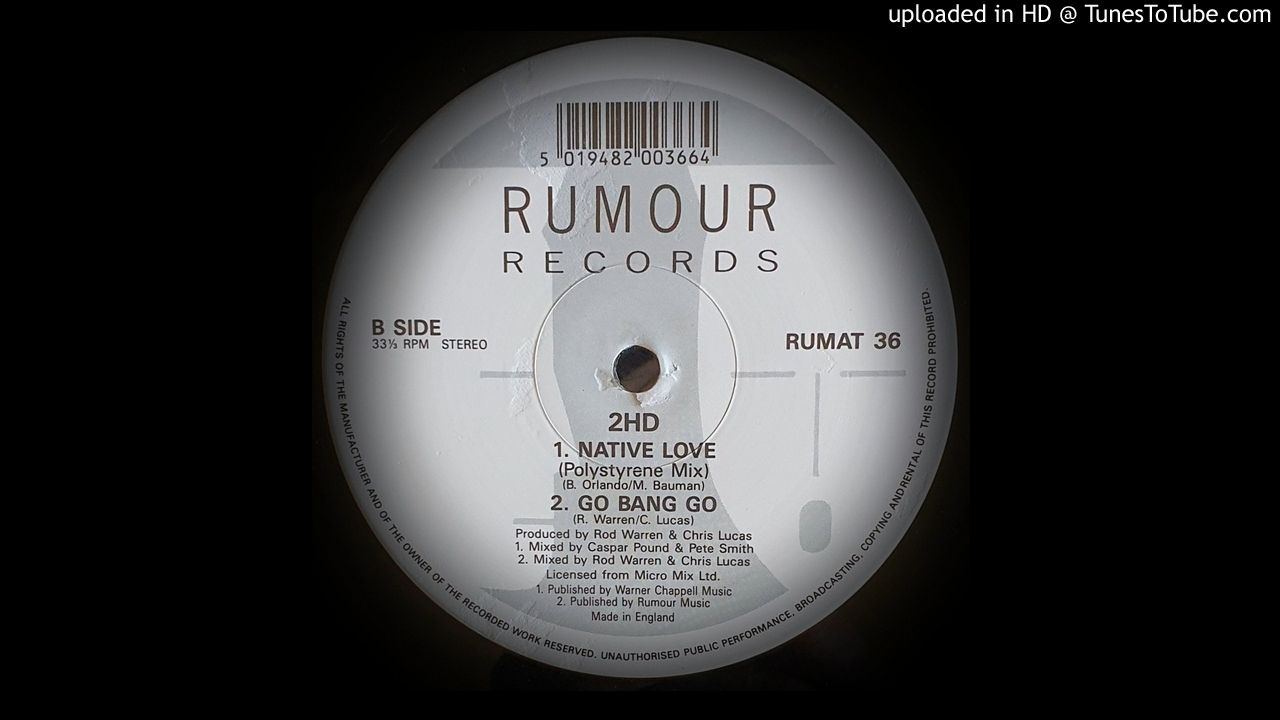 uploaded in HD @ TunesToTube.com
5 019482 003664
RUMOUR
RECORDS
B SIDE
33⅓ RPM STEREO
RUMAT 36
2HD
1. NATIVE LOVE
(Polystyrene Mix)
(B. Orlando/M. Bauman)
2. GO BANG GO
(R. Warren/C. Lucas)
Produced by Rod Warren & Chris Lucas
1. Mixed by Caspar Pound & Pete Smith
2. Mixed by Rod Warren & Chris Lucas
Licensed from Micro Mix Ltd.
1. Published by Warner Chappell Music
2. Published by Rumour Music
Made in England
ALL RIGHTS OF THE MANUFACTURER AND OF THE OWNER OF THE RECORDED WORK RESERVED. UNAUTHORISED PUBLIC PERFORMANCE, BROADCASTING, COPYING AND RENTAL OF THIS RECORD PROHIBITED.